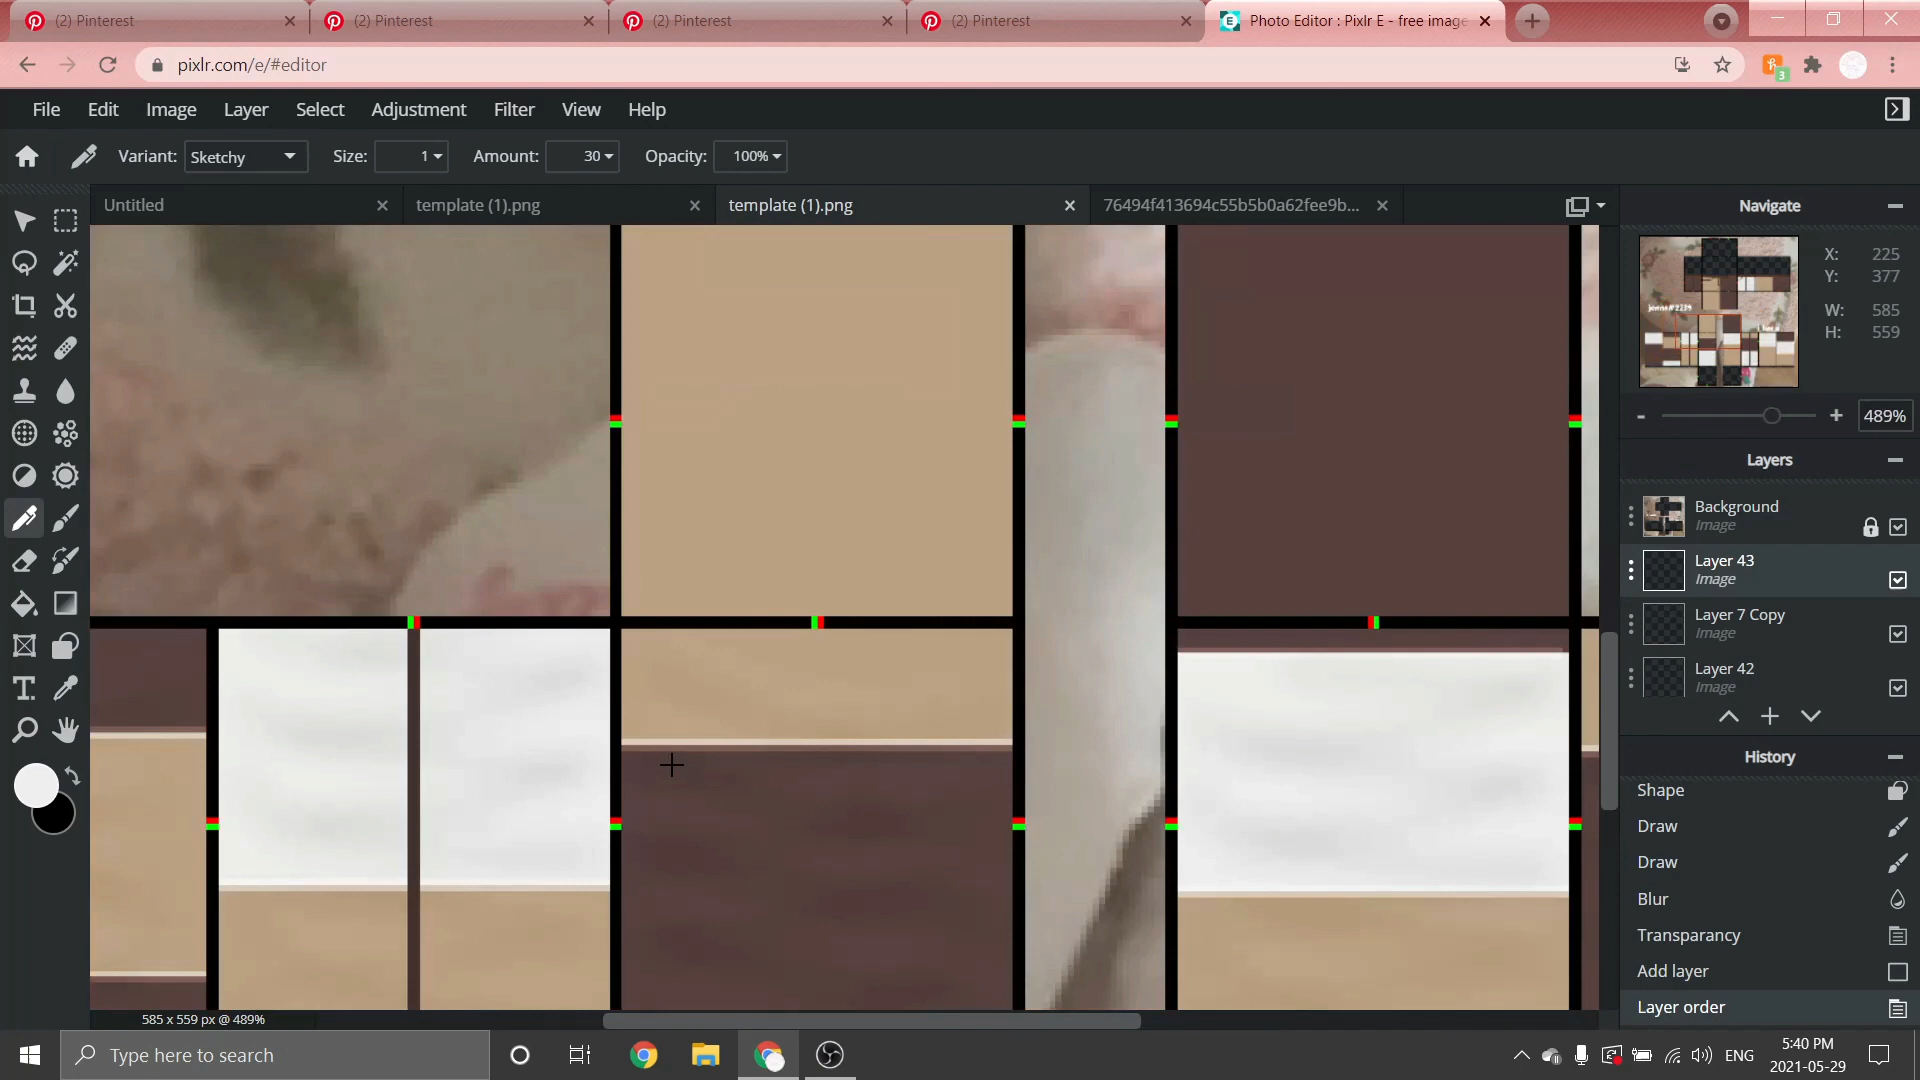 (2) Pinterest
(2) Pinterest
(2) Pinterest
(2) Pinterest
Photo Editor : Pixlr E - free image
pixlr.com/e/#editor
3
File Edit Image Layer Select Adjustment Filter View Help
Variant: Sketchy Size: 1 Amount: 30 Opacity: 100%
Untitled
template (1).png
template (1).png
76494f413694c55b5b0a62fee9b...
Navigate
X: 225
Y: 377
W: 585
H: 559
489%
Layers
Background
Image
Layer 43
Image
Layer 7 Copy
Image
Layer 42
Image
History
Shape
Draw
Draw
Blur
Transparancy
Add layer
Layer order
585 x 559 px @ 489%
Type here to search
ENG
5:40 PM
2021-05-29